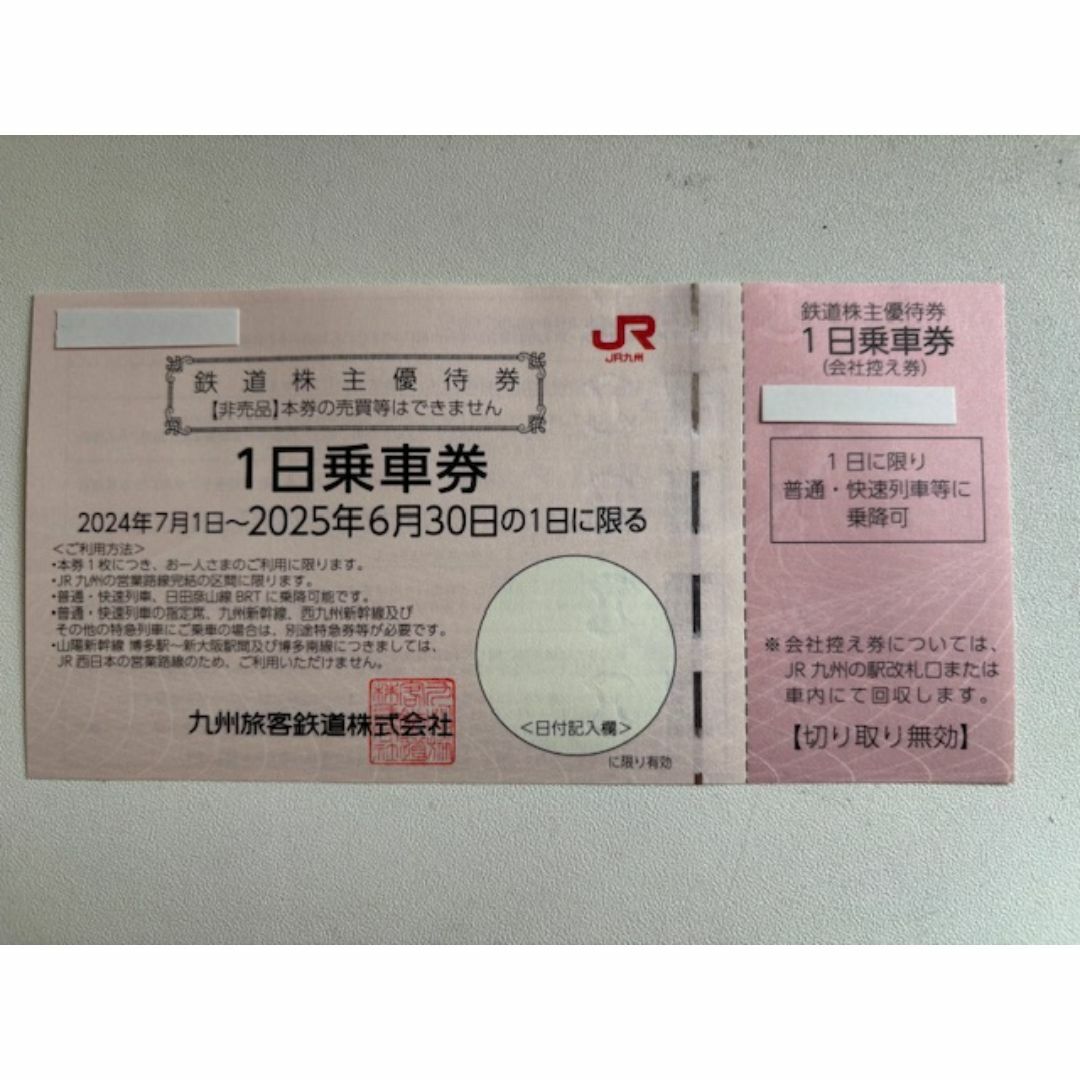 JR
JR九州
鉄道株主優待券
【非売品】本券の売買等はできません
1日乗車券
2024年7月1日～2025年6月30日の1日に限る
＜ご利用方法＞
・本券1枚につき、お一人さまのご利用に限ります。
・JR九州の営業路線完結の区間に限ります。
・普通・快速列車、日田彦山線BRTに乗降可能です。
・普通・快速列車の指定席、九州新幹線、西九州新幹線及び
その他の特急列車にご乗車の場合は、別途特急券等が必要です。
・山陽新幹線 博多駅～新大阪駅間及び博多南線につきましては、
JR西日本の営業路線のため、ご利用いただけません。
九州旅客鉄道株式会社
＜日付記入欄＞
に限り有効
鉄道株主優待券
1日乗車券
(会社控え券)
1日に限り
普通・快速列車等に
乗降可
※会社控え券については、
JR九州の駅改札口または
車内にて回収します。
【切り取り無効】